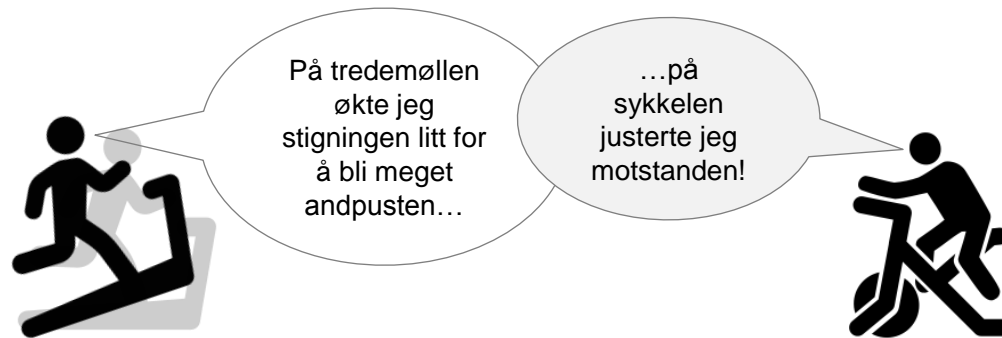 På tredemøllen
økte jeg
stigningen litt for
å bli meget
andpusten…
…på
sykkelen
justerte jeg
motstanden!